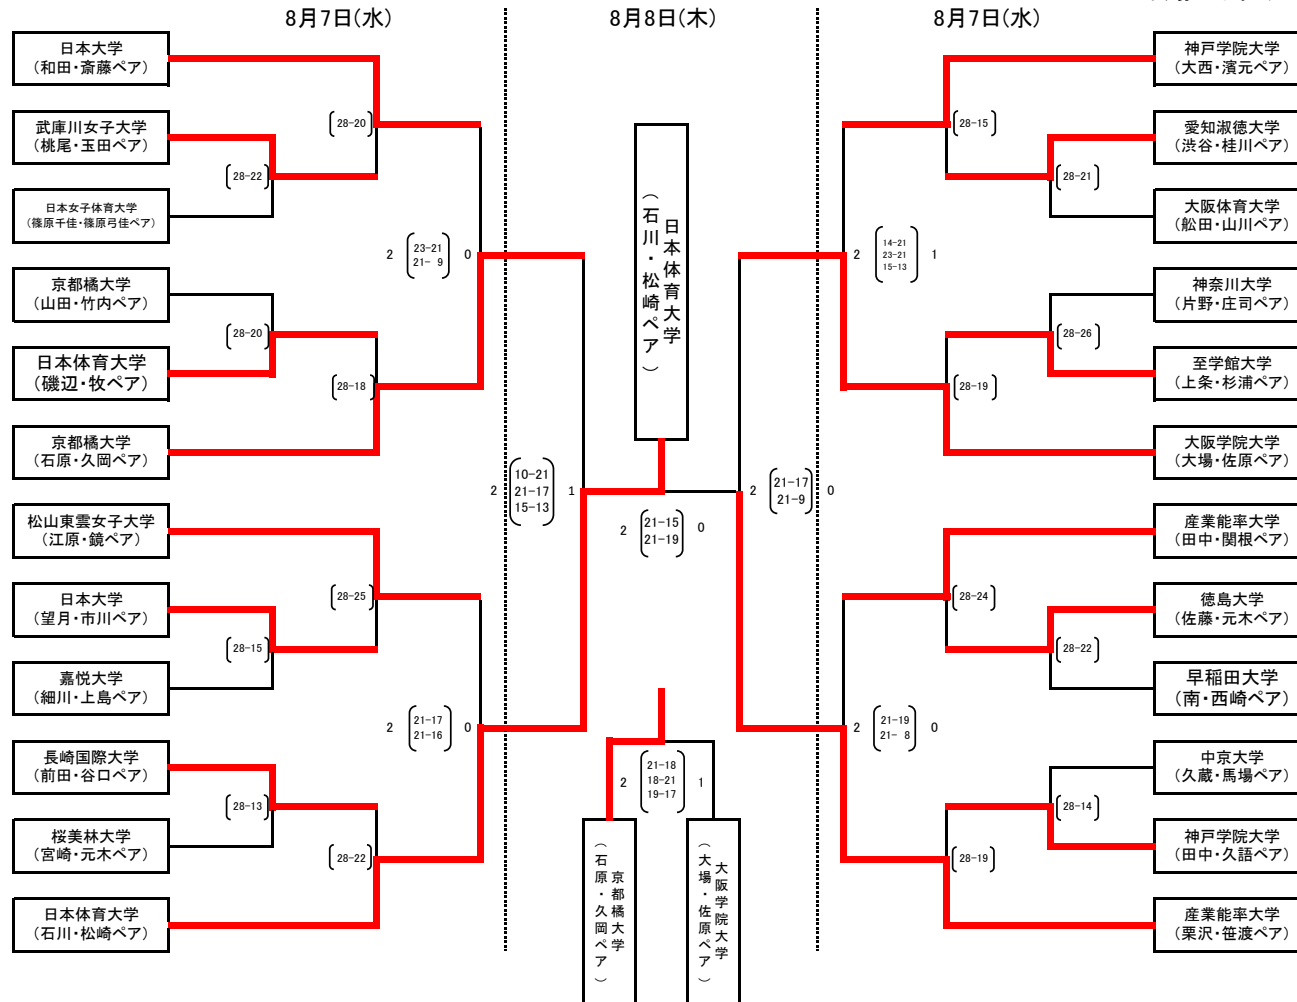 8月7日(水)
8月8日(木)
8月7日(水)
日本大学
(和田・斎藤ペア)
武庫川女子大学
(桃尾・玉田ペア)
日本女子体育大学
(篠原千佳・篠原弓佳ペア)
京都橘大学
(山田・竹内ペア)
日本体育大学
(磯辺・牧ペア)
京都橘大学
(石原・久岡ペア)
松山東雲女子大学
(江原・鏡ペア)
日本大学
(望月・市川ペア)
嘉悦大学
(細川・上島ペア)
長崎国際大学
(前田・谷口ペア)
桜美林大学
(宮崎・元木ペア)
日本体育大学
(石川・松崎ペア)
28-20
28-22
28-20
28-18
28-25
28-15
28-13
28-22
2
23-21
21- 9
0
2
21-17
21-16
0
2
10-21
21-17
15-13
1
日本体育大学
(石川・松崎ペア)
2
21-15
21-19
0
2
21-18
18-21
19-17
1
京都橘大学
(石原・久岡ペア)
大阪学院大学
(大場・佐原ペア)
2
21-17
21-9
0
2
14-21
23-21
15-13
1
2
21-19
21- 8
0
28-15
28-21
28-26
28-19
28-24
28-22
28-14
28-19
神戸学院大学
(大西・濱元ペア)
愛知淑徳大学
(渋谷・桂川ペア)
大阪体育大学
(舩田・山川ペア)
神奈川大学
(片野・庄司ペア)
至学館大学
(上条・杉浦ペア)
大阪学院大学
(大場・佐原ペア)
産業能率大学
(田中・関根ペア)
徳島大学
(佐藤・元木ペア)
早稲田大学
(南・西崎ペア)
中京大学
(久蔵・馬場ペア)
神戸学院大学
(田中・久語ペア)
産業能率大学
(栗沢・笹渡ペア)